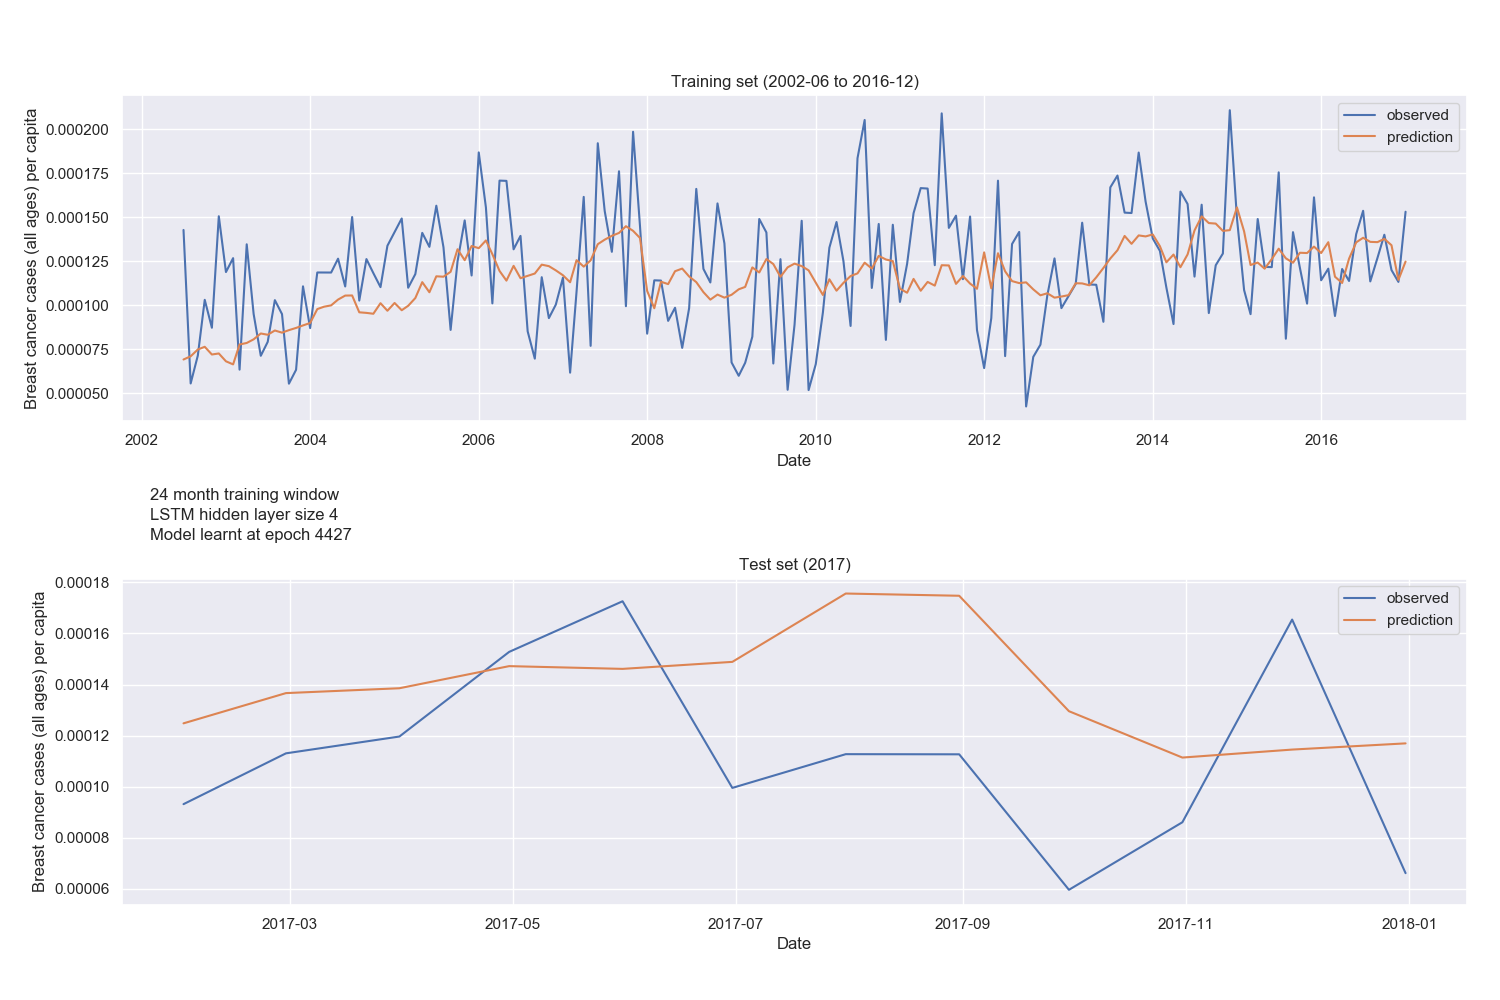 Training set (2002-06 to 2016-12)
Breast cancer cases (all ages) per capita
0.000200
0.000175
0.000150
0.000125
0.000100
0.000075
0.000050
observed
prediction
2002 2004 2006 2008 2010 2012 2014 2016
Date
24 month training window
LSTM hidden layer size 4
Model learnt at epoch 4427
Test set (2017)
Breast cancer cases (all ages) per capita
0.00018
0.00016
0.00014
0.00012
0.00010
0.00008
0.00006
observed
prediction
2017-03 2017-05 2017-07 2017-09 2017-11 2018-01
Date